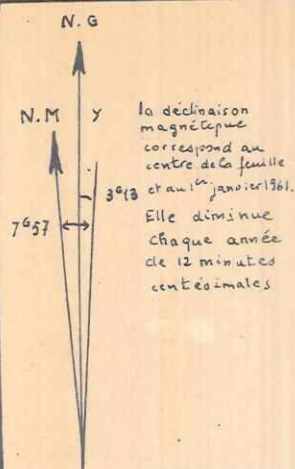 N.G
N.M
Y
la déclinaison
magnétique
correspond au
centre de la feuille
3ᴳ13
et au 1er janvier 1961.
7ᴳ57
Elle diminue
chaque année
de 12 minutes
centésimales